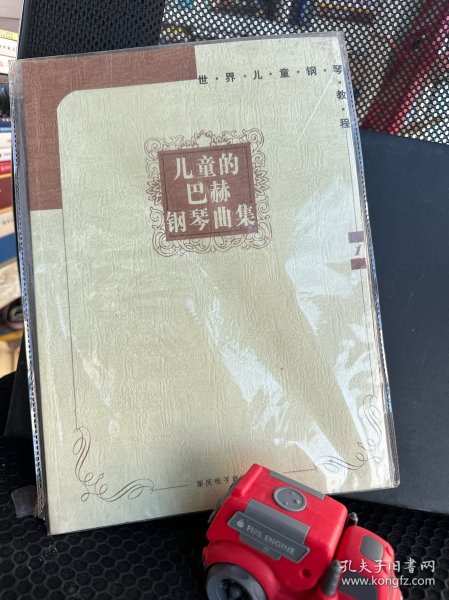 世·界·儿·童·钢·琴·教·程
儿童的
巴赫
钢琴曲集
1
重庆电子
FIRE ENGINE
孔夫子旧书网
www.kongfz.com